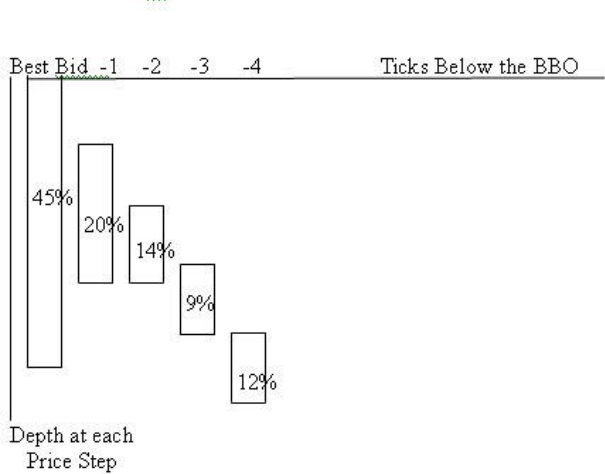 Best Bid -1 -2 -3 -4 Ticks Below the BBO
45%
20%
14%
9%
12%
Depth at each
Price Step